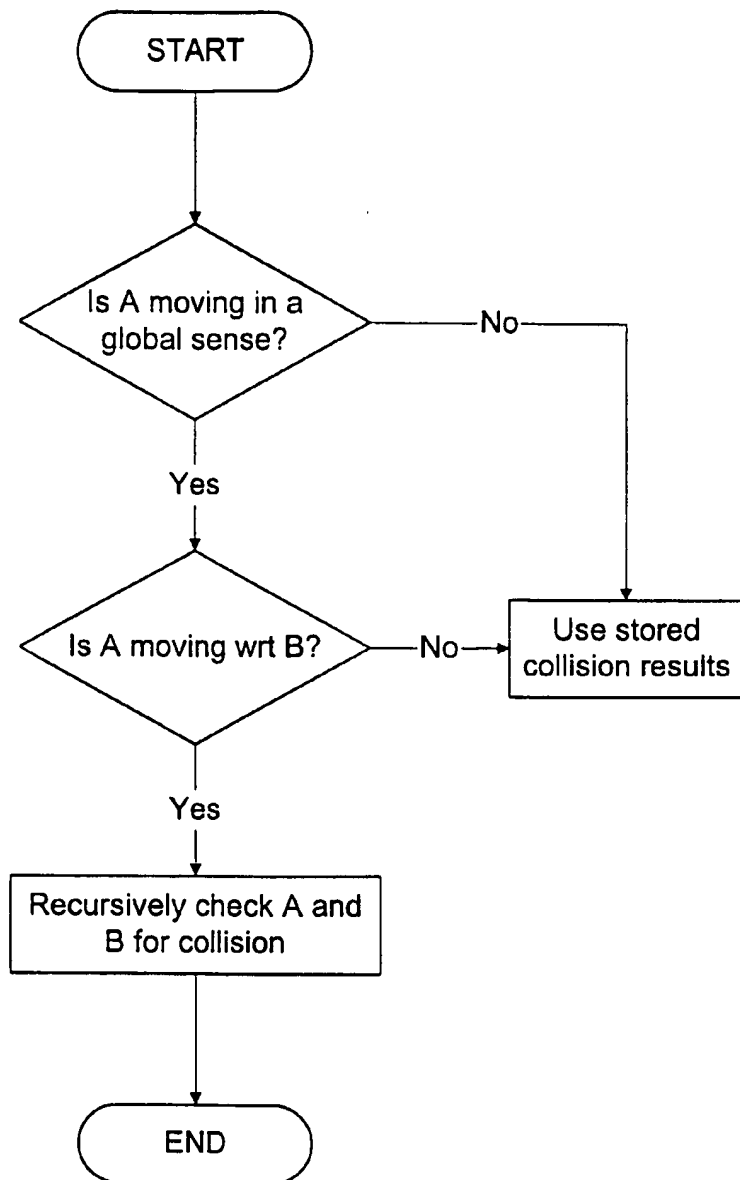 START
Is A moving in a
global sense?
No
Yes
Is A moving wrt B?
No
Use stored
collision results
Yes
Recursively check A and
B for collision
END